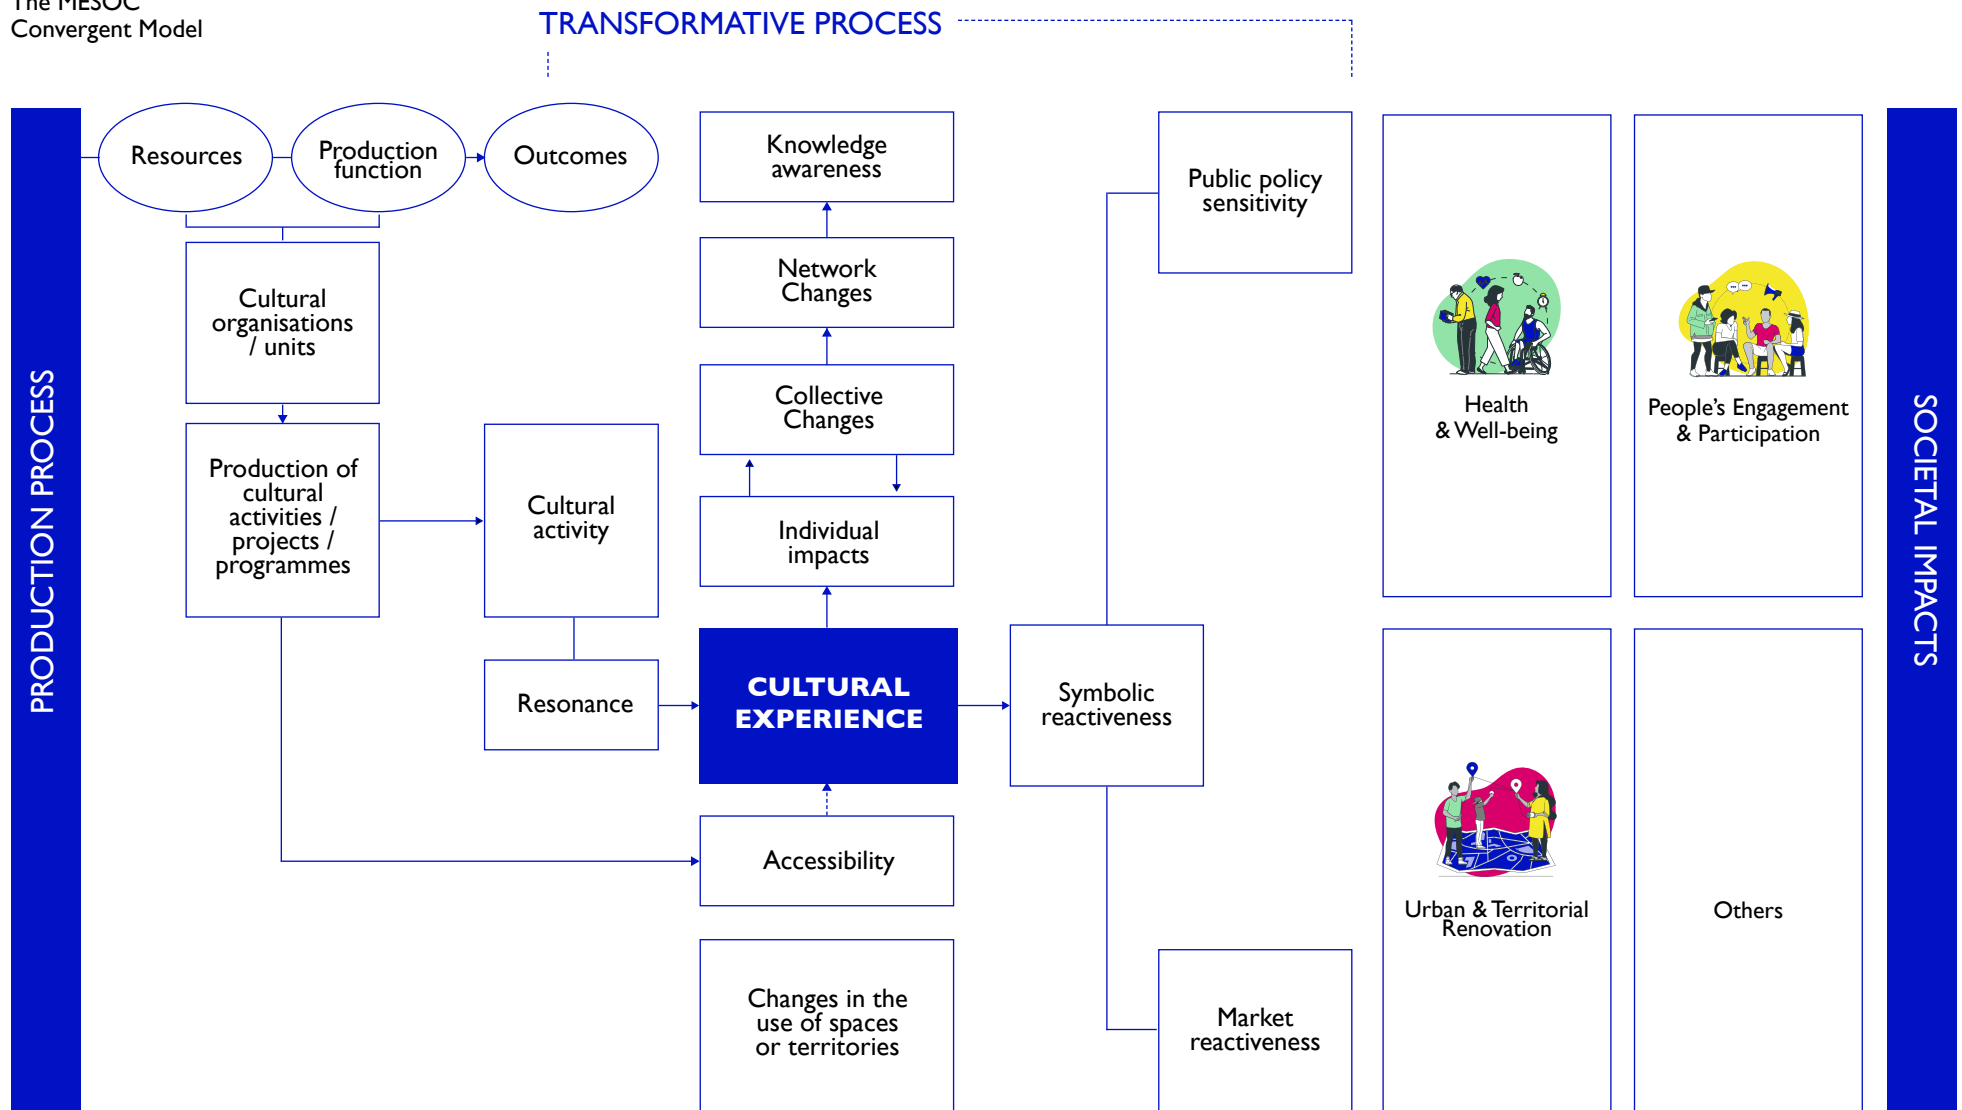 The MESOC
Convergent Model
TRANSFORMATIVE PROCESS
PRODUCTION PROCESS
Resources
Production
function
Outcomes
Cultural
organisations
/ units
Production of
cultural
activities /
projects /
programmes
Cultural
activity
Resonance
Knowledge
awareness
Network
Changes
Collective
Changes
Individual
impacts
CULTURAL
EXPERIENCE
Accessibility
Changes in the
use of spaces
or territories
Public policy
sensitivity
Symbolic
reactiveness
Market
reactiveness
Health
& Well-being
People’s Engagement
& Participation
Urban & Territorial
Renovation
Others
SOCIETAL IMPACTS